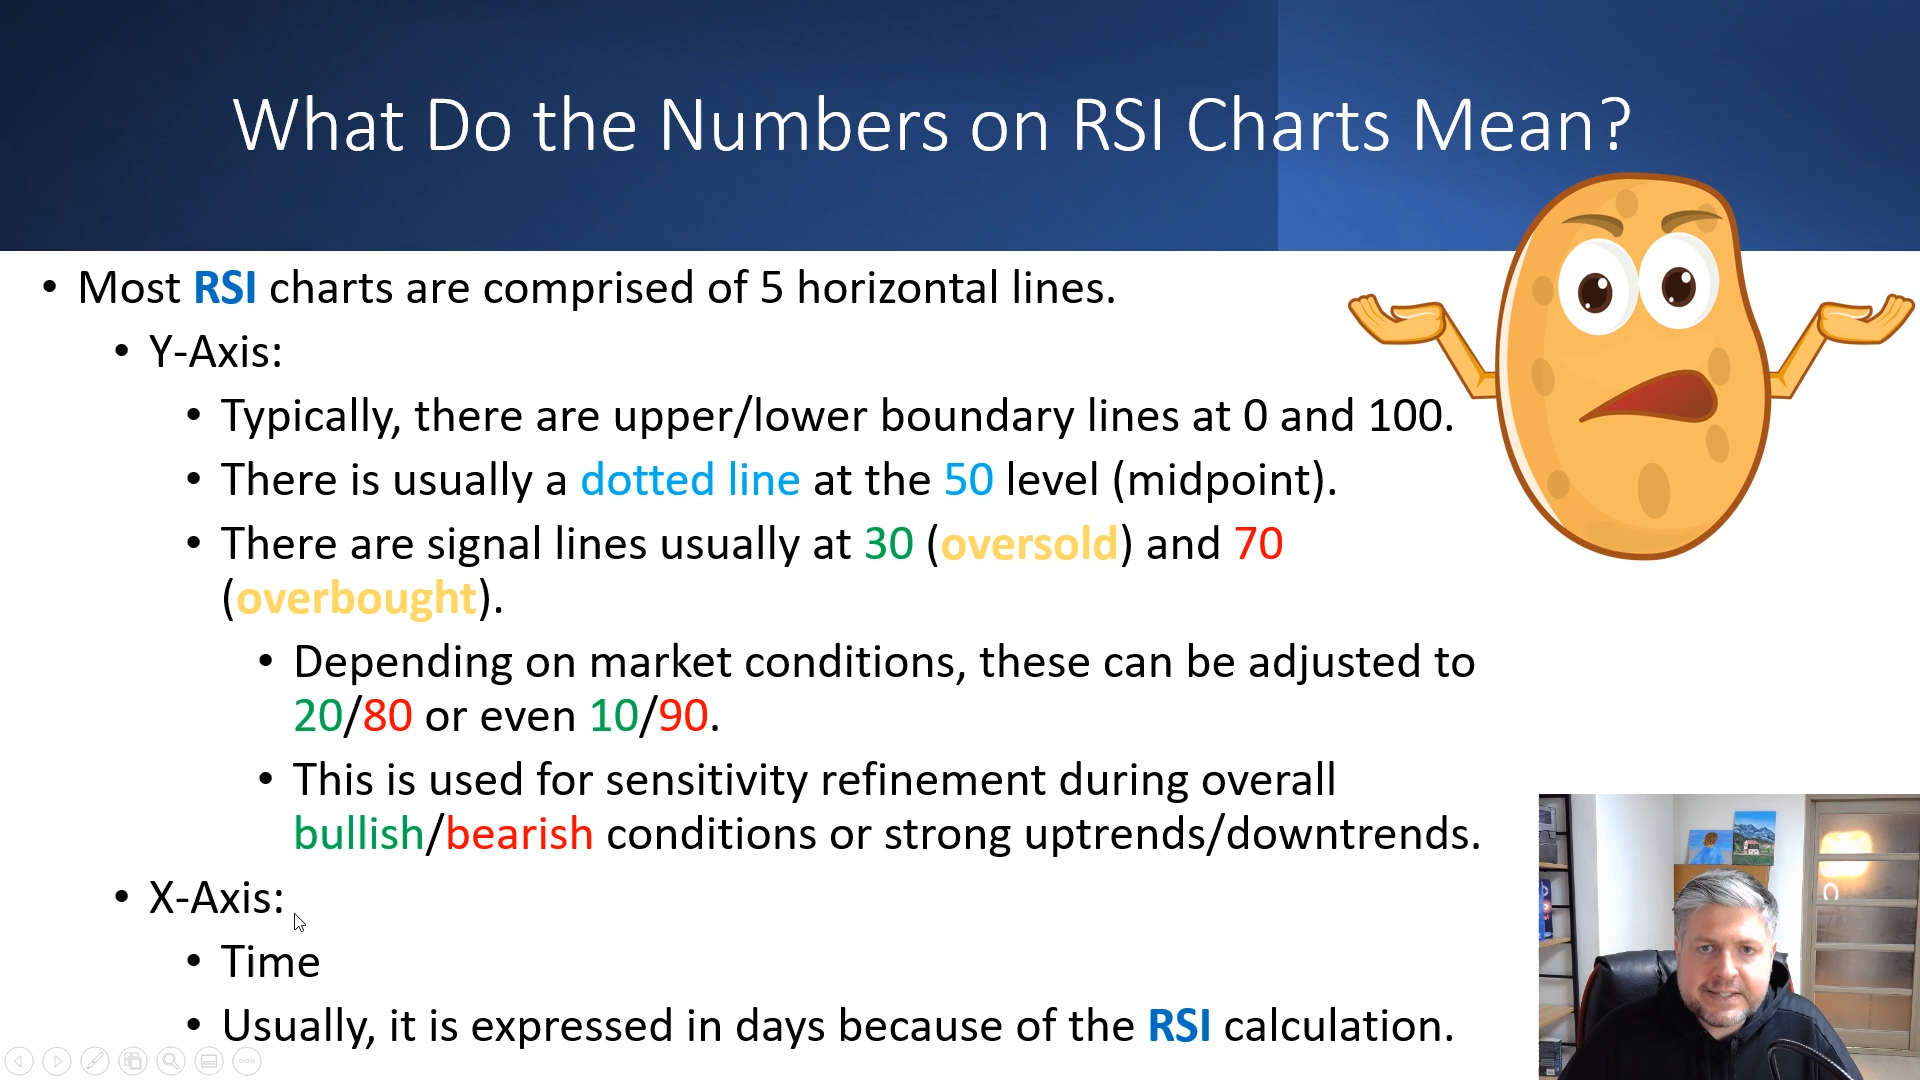 What Do the Numbers on RSI Charts Mean?
• Most RSI charts are comprised of 5 horizontal lines.
• Y-Axis:
• Typically, there are upper/lower boundary lines at 0 and 100.
• There is usually a dotted line at the 50 level (midpoint).
• There are signal lines usually at 30 (oversold) and 70
(overbought).
• Depending on market conditions, these can be adjusted to
20/80 or even 10/90.
• This is used for sensitivity refinement during overall
bullish/bearish conditions or strong uptrends/downtrends.
• X-Axis:
• Time
• Usually, it is expressed in days because of the RSI calculation.